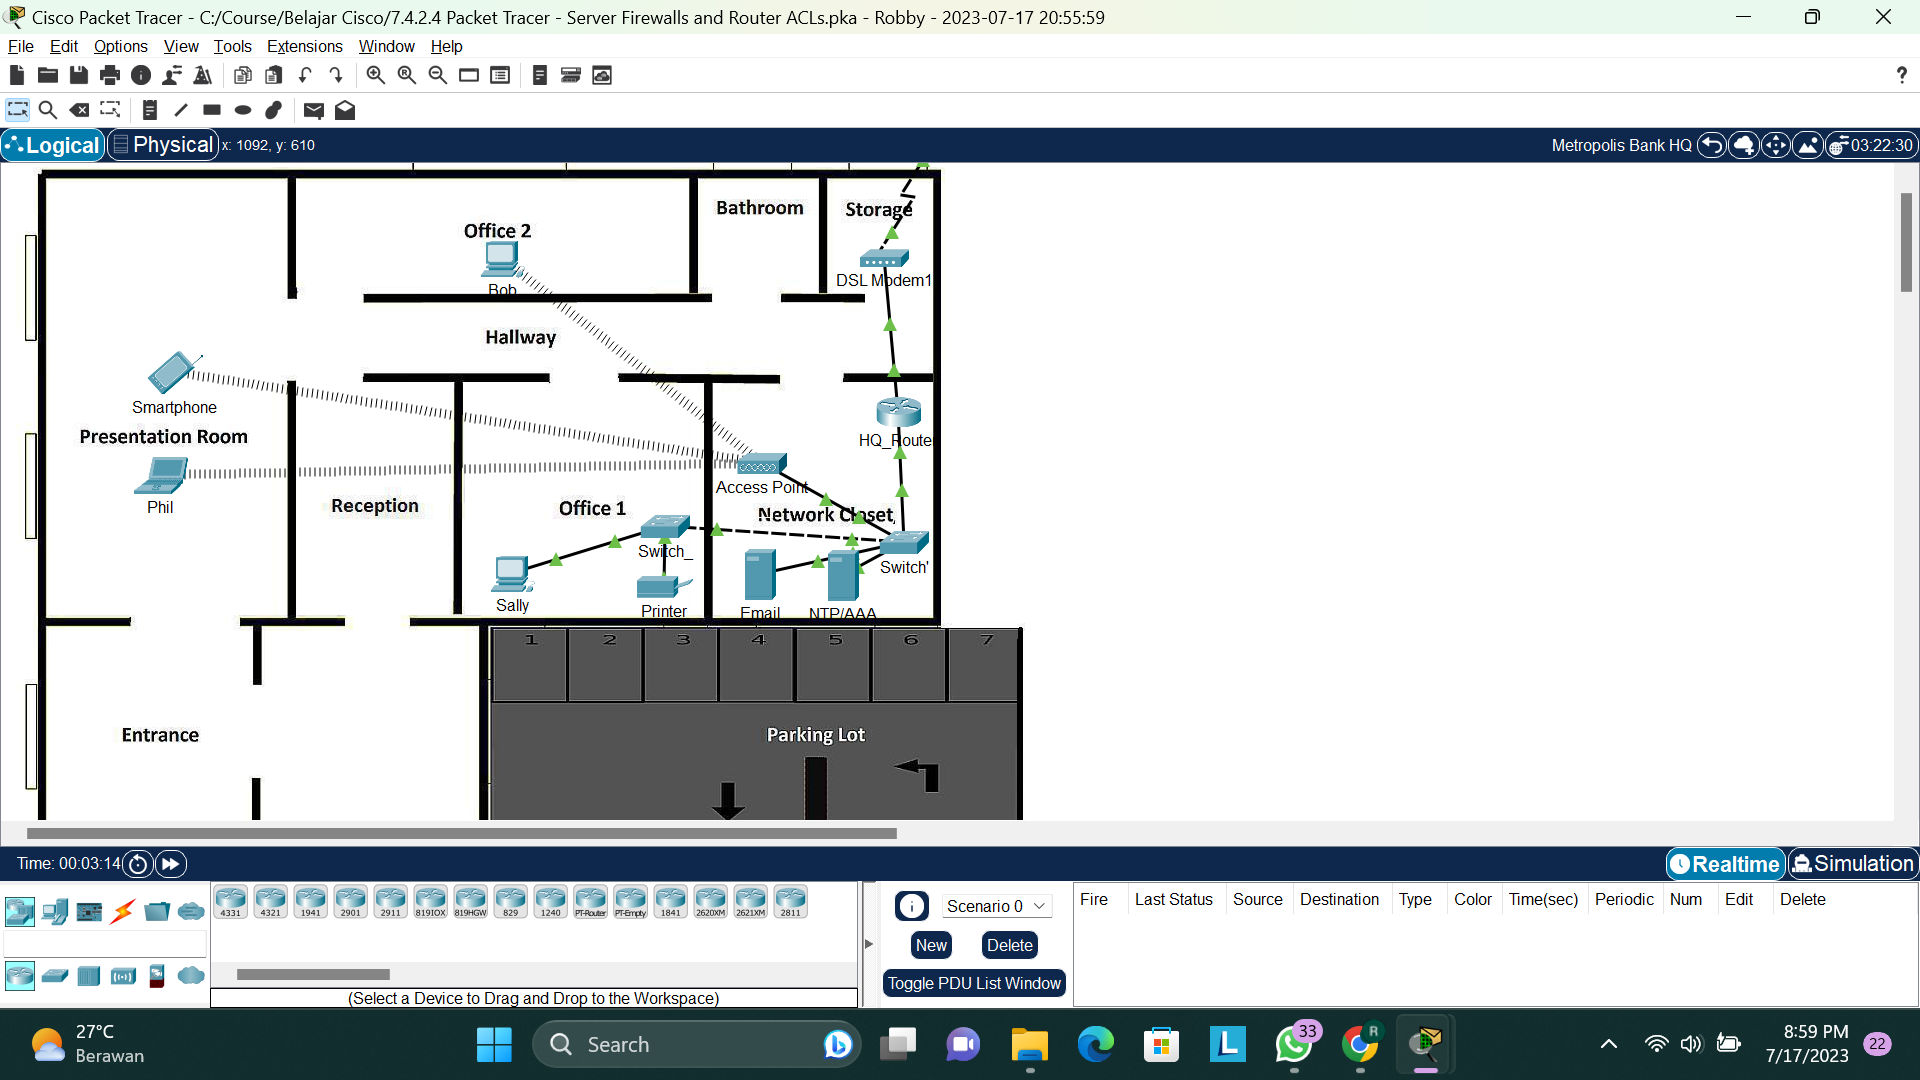 Cisco Packet Tracer - C:/Course/Belajar Cisco/7.4.2.4 Packet Tracer - Server Firewalls and Router ACLs.pka - Robby - 2023-07-17 20:55:59
File Edit Options View Tools Extensions Window Help
?
Logical Physical x: 1092, y: 610 Metropolis Bank HQ 03:22:30
Bathroom Storage
Office 2
DSL Modem1
Bob
Hallway
Smartphone
Presentation Room
HQ_Router
Access Point
Phil
Reception
Office 1
Network Closet
Switch_
Switch'
Sally
Printer
Email
NTP/AAA
1 2 3 4 5 6 7
Entrance
Parking Lot
Time: 00:03:14 Realtime Simulation
4331 4321 1941 2901 2911 819IOX 819HGW 829 1240 PT-Router PT-Empty 1841 2620XM 2621XM 2811
Scenario 0
New Delete
Toggle PDU List Window
Fire Last Status Source Destination Type Color Time(sec) Periodic Num Edit Delete
(Select a Device to Drag and Drop to the Workspace)
27°C
Berawan
Search
L
33
R
8:59 PM
7/17/2023
22